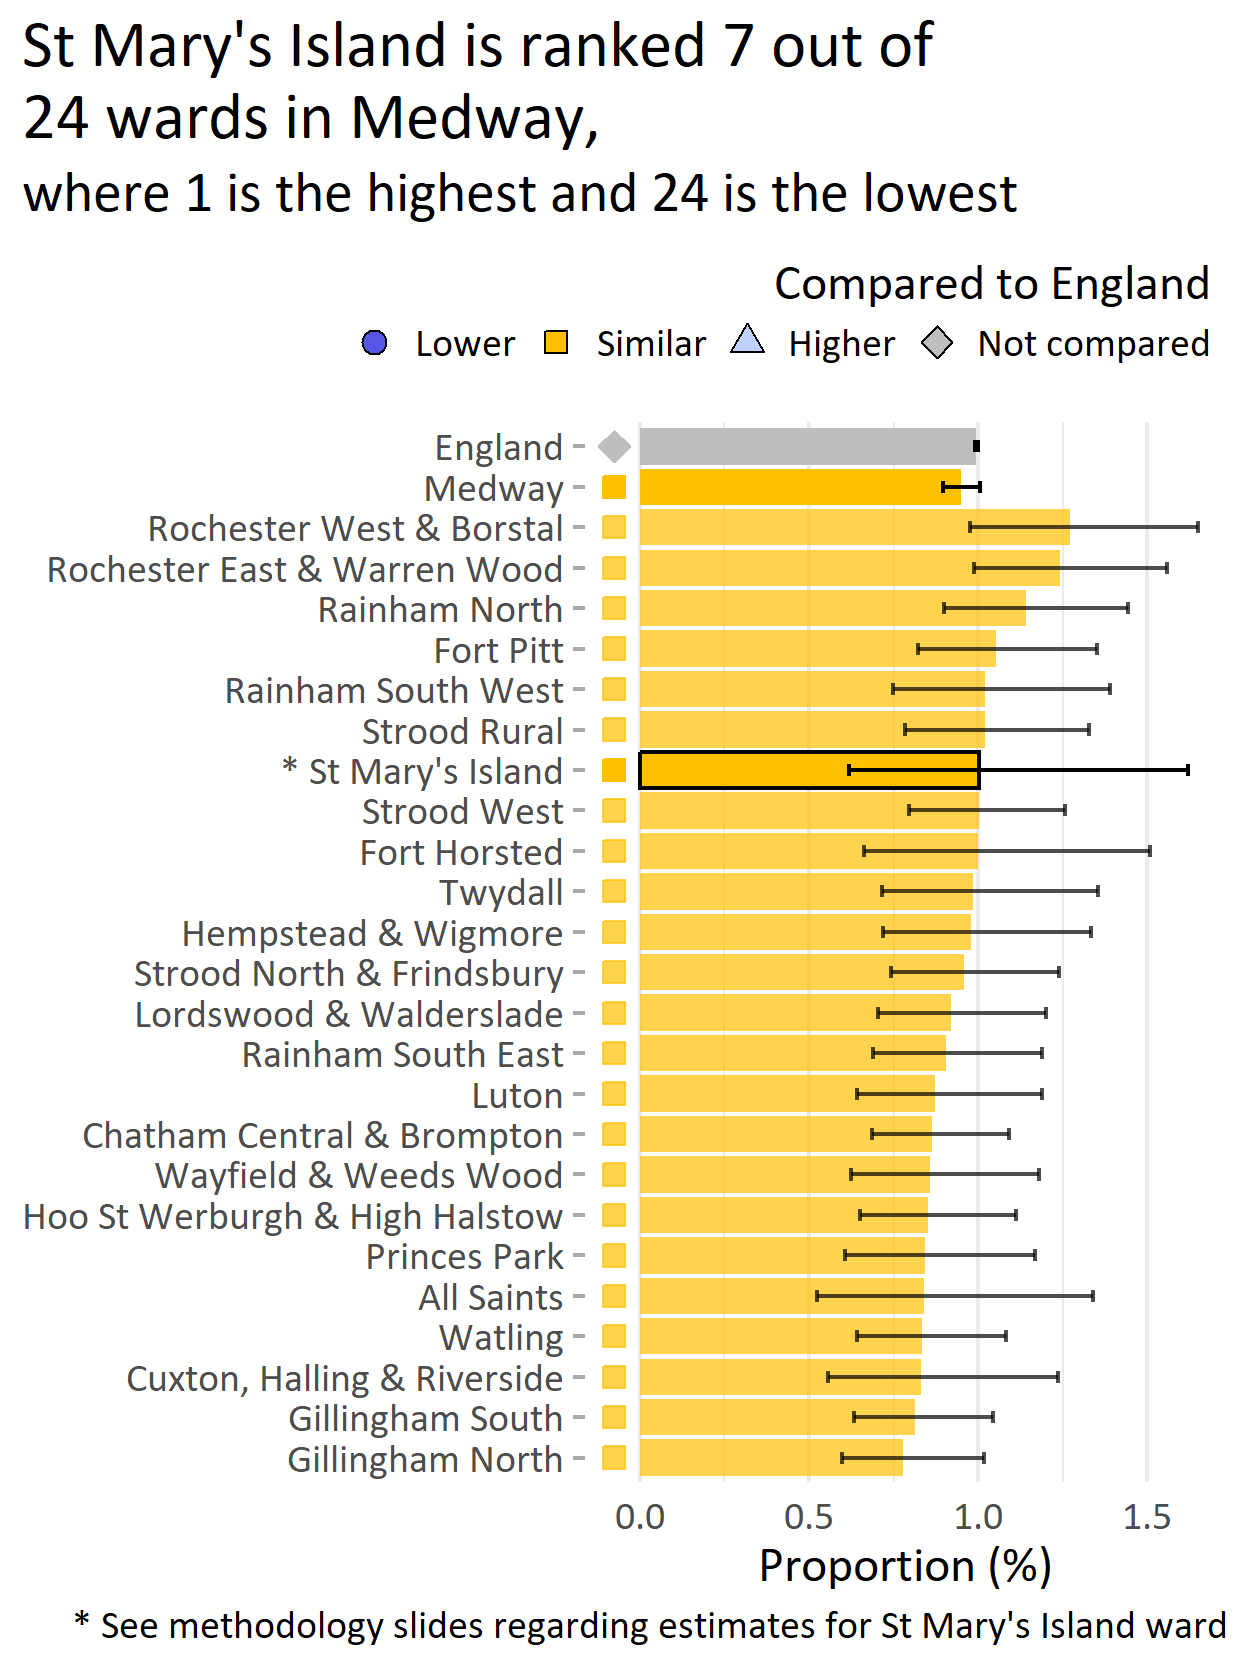 St Mary's Island is ranked 7 out of
24 wards in Medway,
where 1 is the highest and 24 is the lowest
Compared to England
Lower Similar Higher Not compared
England
Medway
Rochester West & Borstal
Rochester East & Warren Wood
Rainham North
Fort Pitt
Rainham South West
Strood Rural
* St Mary's Island
Strood West
Fort Horsted
Twydall
Hempstead & Wigmore
Strood North & Frindsbury
Lordswood & Walderslade
Rainham South East
Luton
Chatham Central & Brompton
Wayfield & Weeds Wood
Hoo St Werburgh & High Halstow
Princes Park
All Saints
Watling
Cuxton, Halling & Riverside
Gillingham South
Gillingham North
0.0 0.5 1.0 1.5
Proportion (%)
* See methodology slides regarding estimates for St Mary's Island ward